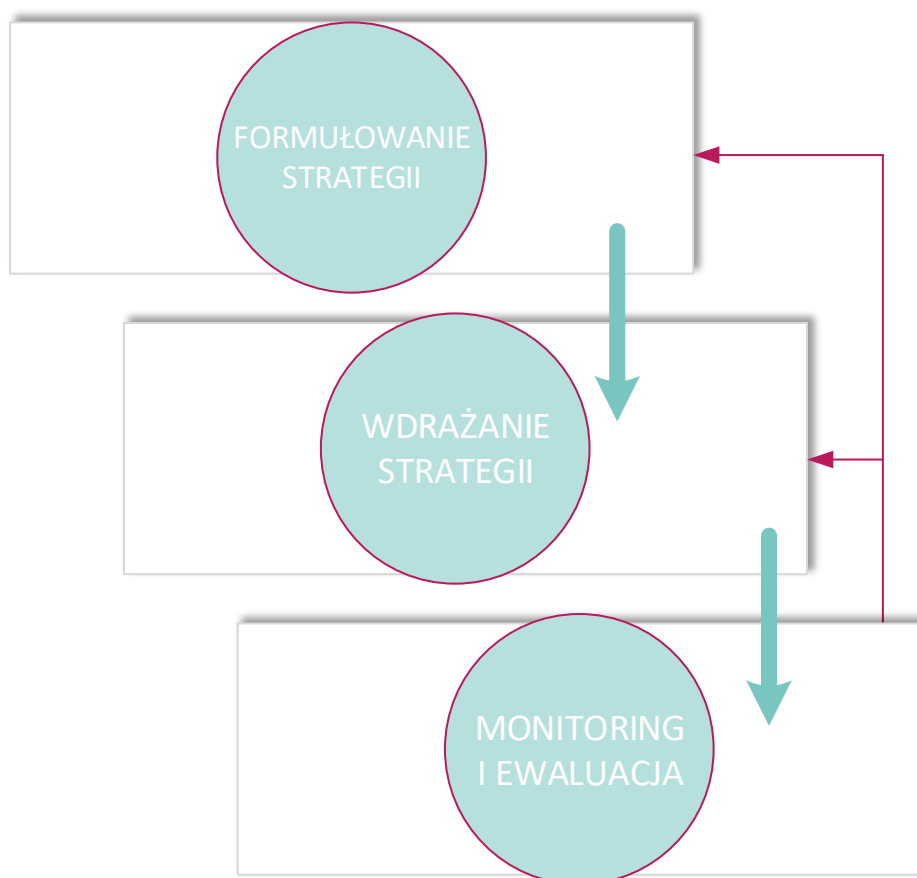 FORMUŁOWANIE
STRATEGII
WDRAŻANIE
STRATEGII
MONITORING
I EWALUACJA